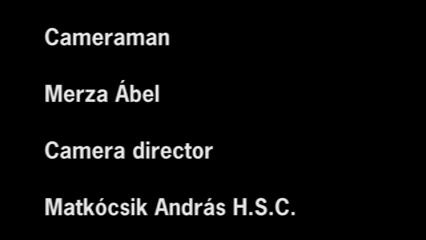 Cameraman
Merza Ábel
Camera director
Matkócsik András H.S.C.